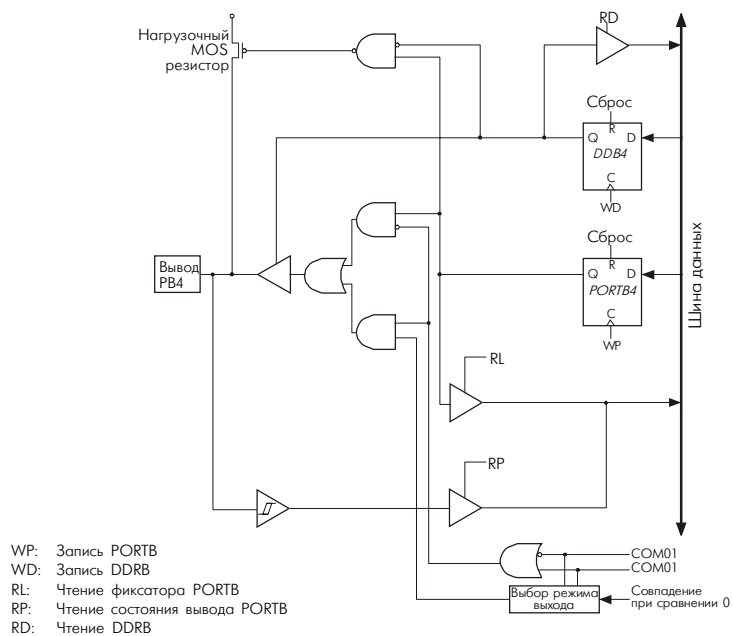 Нагрузочный
MOS
резистор
RD
Сброс
R
Q D
DDB4
C
WD
Сброс
R
Q D
PORTB4
C
WP
Шина данных
Вывод
PB4
RL
RP
COM01
COM01
Выбор режима
выхода
Совпадение
при сравнении 0
WP: Запись PORTB
WD: Запись DDRB
RL: Чтение фиксатора PORTB
RP: Чтение состояния вывода PORTB
RD: Чтение DDRB